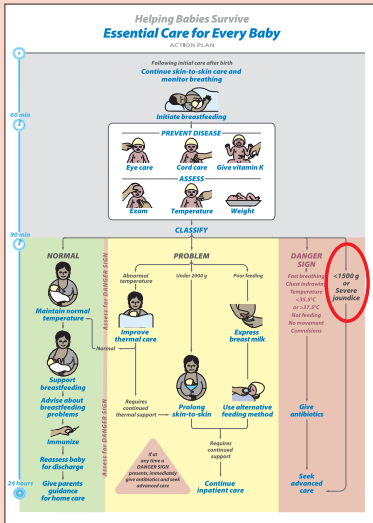 Helping Babies Survive
Essential Care for Every Baby
ACTION PLAN
Following initial care after birth
Continue skin-to-skin care and
monitor breathing
Initiate breastfeeding
60 min
PREVENT DISEASE
Eye care
Cord care
Give vitamin K
ASSESS
Exam
Temperature
Weight
90 min
CLASSIFY
NORMAL
Maintain normal
temperature
Support
breastfeeding
Advise about
breastfeeding
problems
Immunize
Reassess baby
for discharge
Give parents
guidance
for home care
24 hours
Assess for DANGER SIGN
Assess for DANGER SIGN
PROBLEM
Abnormal
temperature
Improve
thermal care
Normal
Requires
continued
thermal support
Under 2000 g
Prolong
skin-to-skin
Poor feeding
Express
breast milk
Use alternative
feeding method
Requires
continued
support
Continue
inpatient care
If at
any time a
DANGER SIGN
presents, immediately
give antibiotics and seek
advanced care
DANGER
SIGN
Fast breathing
Chest indrawing
Temperature
<35.5°C
or >37.5°C
Not feeding
No movement
Convulsions
Give
antibiotics
Seek
advanced care
<1500 g
or
Severe
jaundice